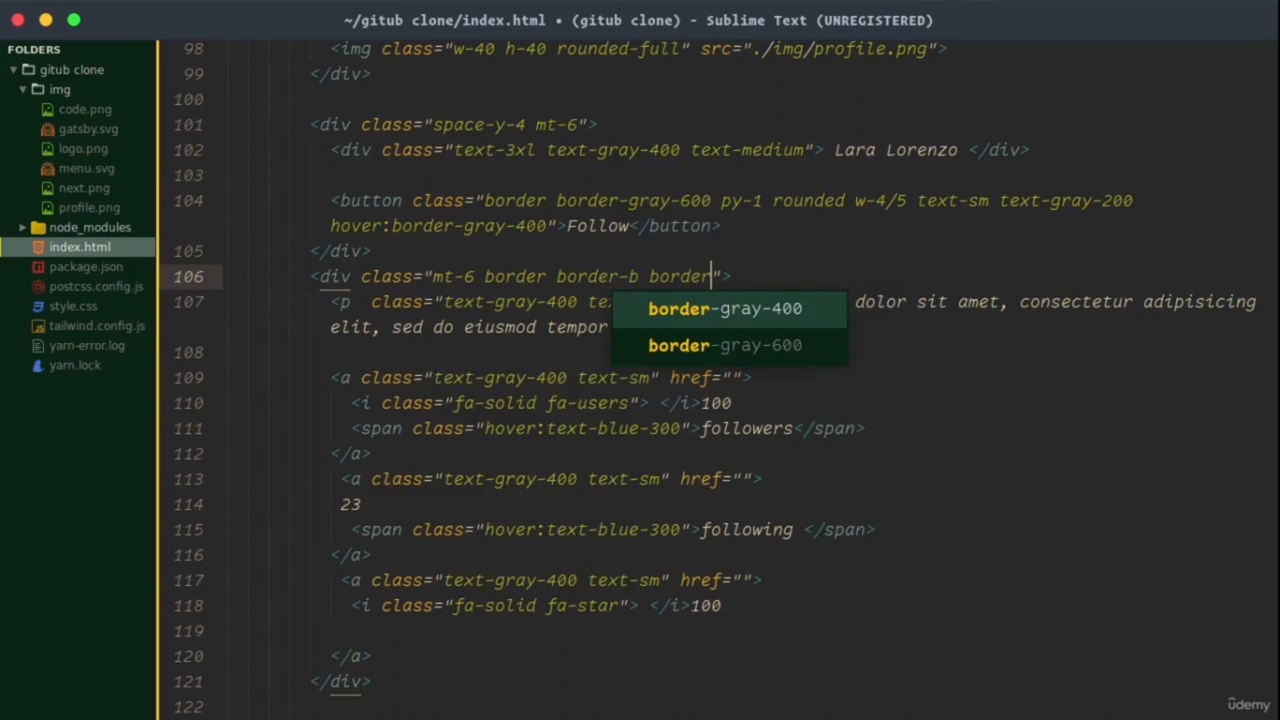 ~/gitub clone/index.html • (gitub clone) - Sublime Text (UNREGISTERED)
FOLDERS
gitub clone
img
code.png
gatsby.svg
logo.png
menu.svg
next.png
profile.png
node_modules
index.html
package.json
postcss.config.js
style.css
tailwind.config.js
yarn-error.log
yarn.lock
98 <img class="w-40 h-40 rounded-full" src="./img/profile.png">
99 </div>
100
101 <div class="space-y-4 mt-6">
102 <div class="text-3xl text-gray-400 text-medium"> Lara Lorenzo </div>
103
104 <button class="border border-gray-600 py-1 rounded w-4/5 text-sm text-gray-200
hover:border-gray-400">Follow</button>
105 </div>
106 <div class="mt-6 border border-b border">
107 <p class="text-gray-400 te dolor sit amet, consectetur adipisicing
elit, sed do eiusmod tempor
border-gray-400
border-gray-600
108
109 <a class="text-gray-400 text-sm" href="">
110 <i class="fa-solid fa-users"> </i>100
111 <span class="hover:text-blue-300">followers</span>
112 </a>
113 <a class="text-gray-400 text-sm" href="">
114 23
115 <span class="hover:text-blue-300">following </span>
116 </a>
117 <a class="text-gray-400 text-sm" href="">
118 <i class="fa-solid fa-star"> </i>100
119
120 </a>
121 </div>
122
ûdemy